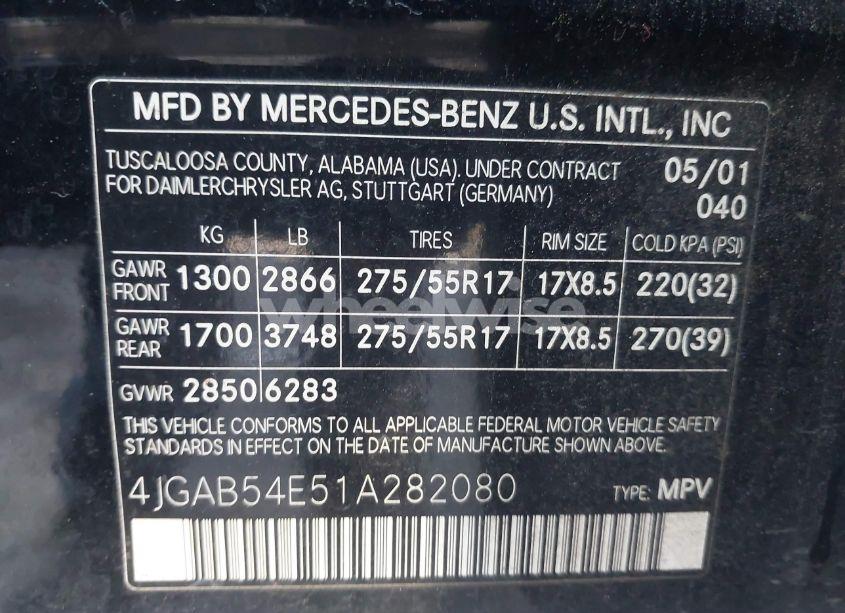 MFD BY MERCEDES-BENZ U.S. INTL., INC
TUSCALOOSA COUNTY, ALABAMA (USA). UNDER CONTRACT 05/01
FOR DAIMLERCHRYSLER AG, STUTTGART (GERMANY) 040
KG LB TIRES RIM SIZE COLD KPA (PSI)
GAWR FRONT 1300 2866 275/55R17 17X8.5 220(32)
wheelwise
GAWR REAR 1700 3748 275/55R17 17X8.5 270(39)
GVWR 2850 6283
THIS VEHICLE CONFORMS TO ALL APPLICABLE FEDERAL MOTOR VEHICLE SAFETY
STANDARDS IN EFFECT ON THE DATE OF MANUFACTURE SHOWN ABOVE.
4JGAB54E51A282080 TYPE: MPV